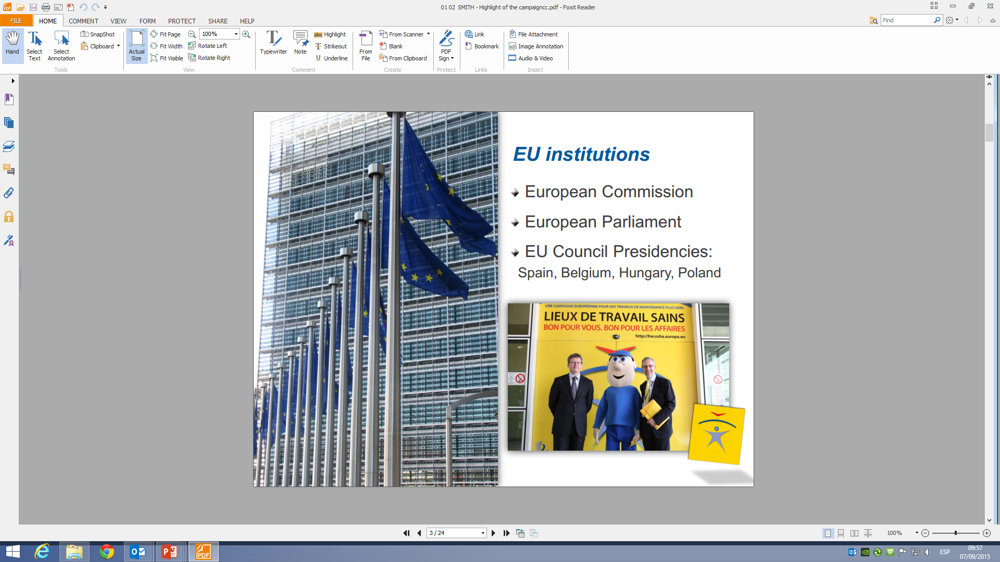 01 02 SMITH - Highlight of the campaigncc.pdf - Foxit Reader
FILE
HOME
COMMENT
VIEW
FORM
PROTECT
SHARE
HELP
Find
Hand
Select Text
Select Annotation
SnapShot
Clipboard
Tools
Actual Size
Fit Page
Fit Width
Fit Visible
100%
Rotate Left
Rotate Right
View
Typewriter
Note
abc Highlight
Strikeout
Underline
Comment
From File
From Scanner
Blank
From Clipboard
Create
PDF Sign
Protect
Link
Bookmark
Links
File Attachment
Image Annotation
Audio & Video
Insert
EU institutions
European Commission
European Parliament
EU Council Presidencies:
Spain, Belgium, Hungary, Poland
UNE CAMPAGNE EUROPÉENNE POUR DES TRAVAUX DE MAINTENANCE PLUS SÛRS
LIEUX DE TRAVAIL SAINS
BON POUR VOUS. BON POUR LES AFFAIRES
http://hw.osha.europa.eu
3 / 24
100%
ESP
09:57
07/09/2015